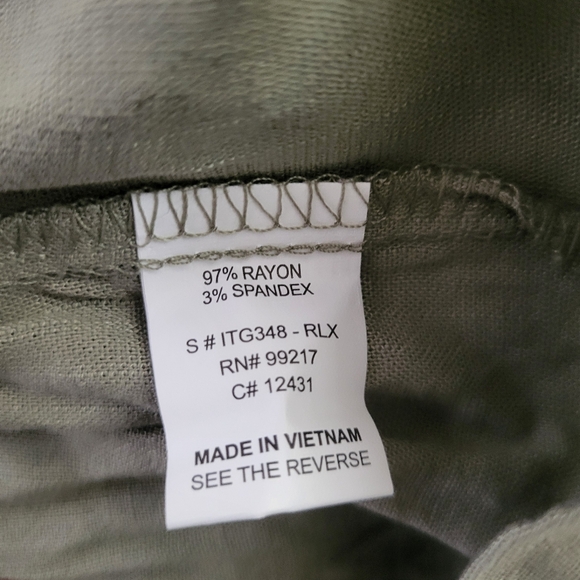 97% RAYON
3% SPANDEX
S # ITG348 - RLX
RN# 99217
C# 12431
MADE IN VIETNAM
SEE THE REVERSE